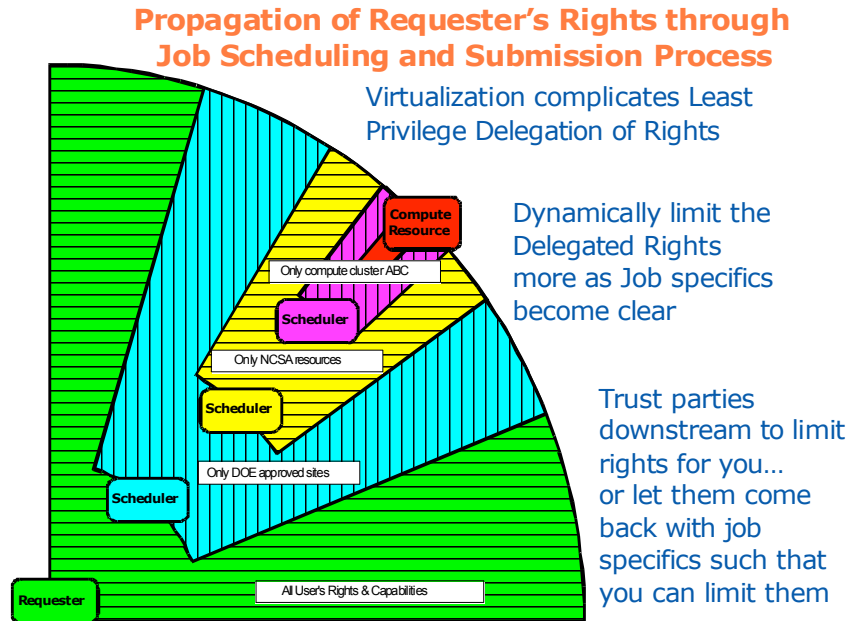 Propagation of Requester's Rights through
Job Scheduling and Submission Process
Virtualization complicates Least
Privilege Delegation of Rights
Compute
Resource
Dynamically limit the
Delegated Rights
more as Job specifics
become clear
Only compute cluster ABC
Scheduler
Only NCSA resources
Scheduler
Trust parties
downstream to limit
rights for you...
or let them come
back with job
specifics such that
you can limit them
Only DOE approved sites
Scheduler
All User's Rights & Capabilities
Requester